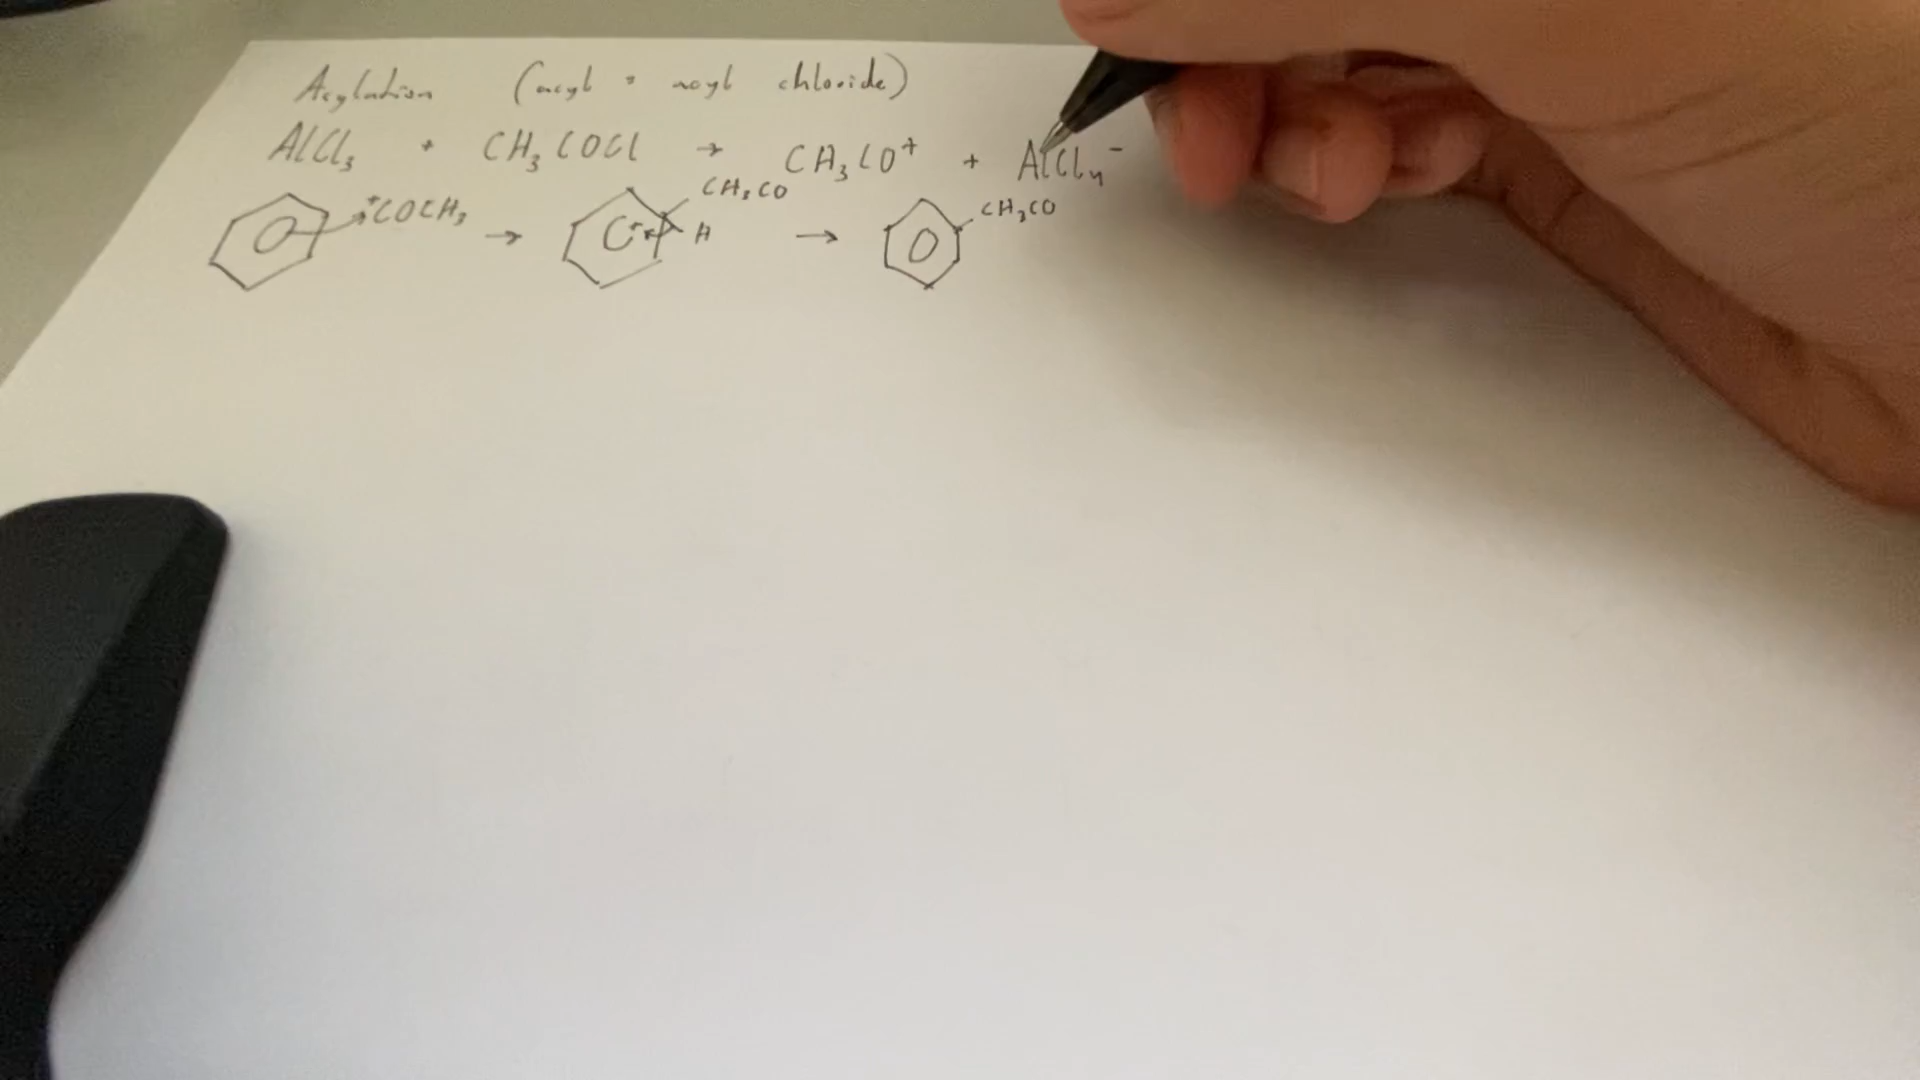 Acylation (acyl + acyl chloride)
AlCl₃ + CH₃COCl → CH₃CO⁺ + AlCl₄⁻
⁺COCH₃ → CH₃CO H + → CH₃CO